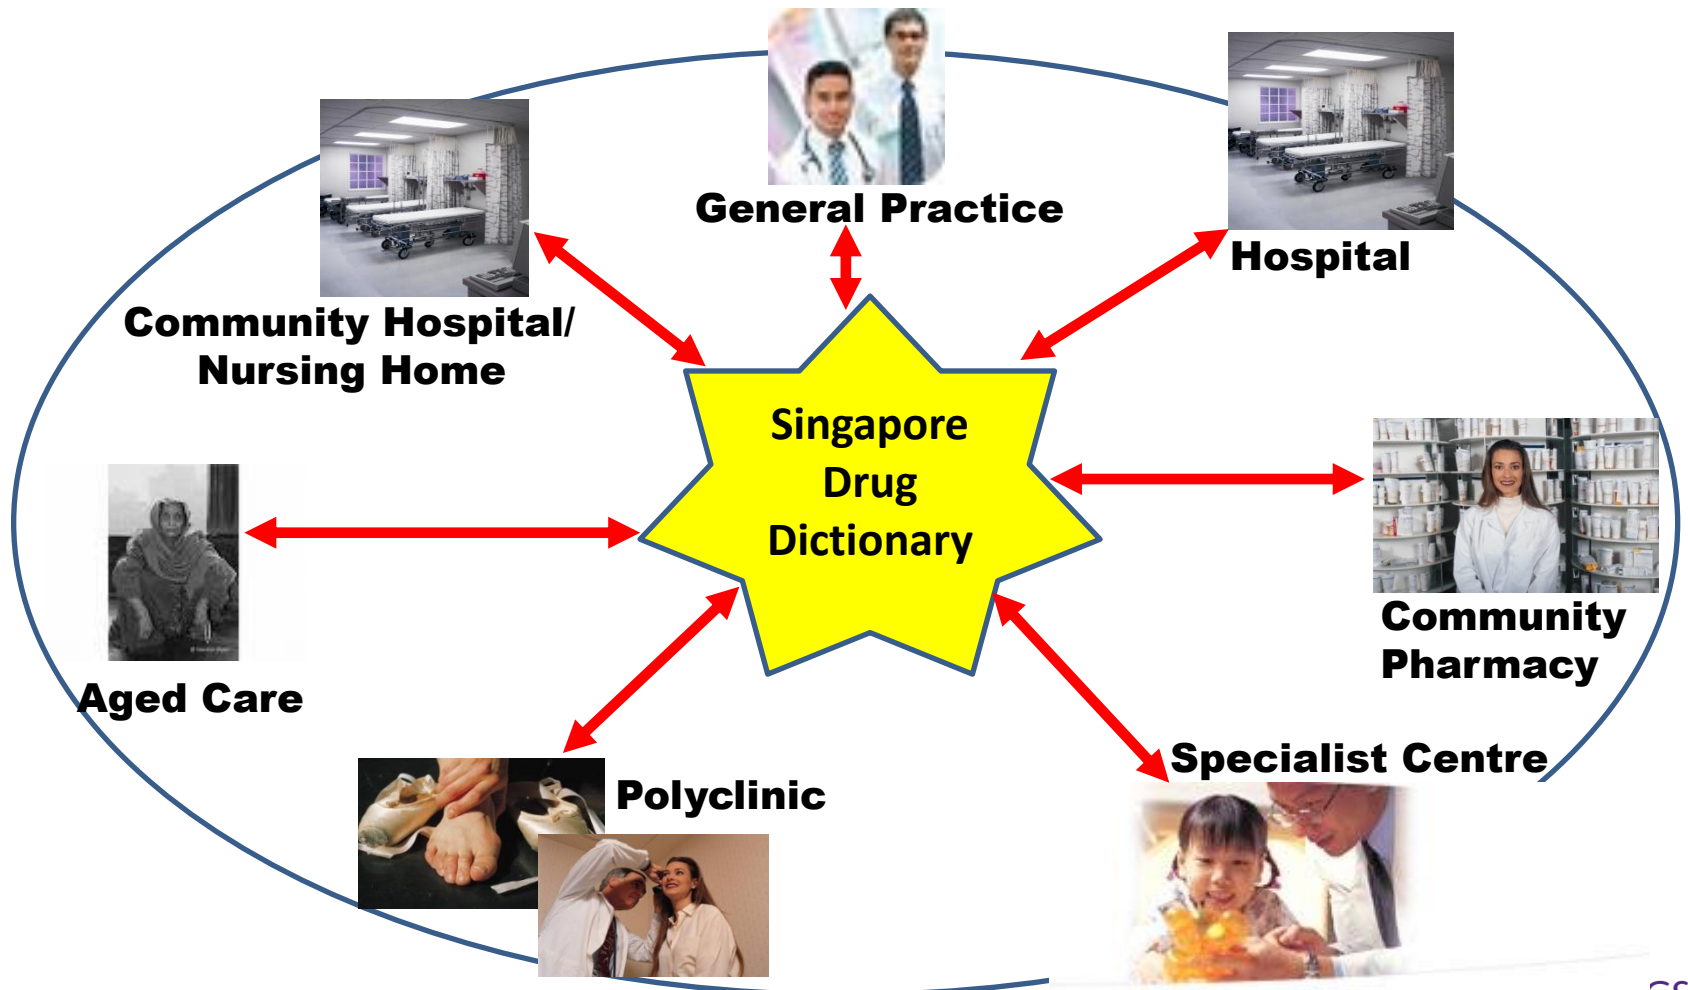 General Practice
Hospital
Community Hospital/
Nursing Home
Singapore
Drug
Dictionary
Community
Pharmacy
Aged Care
Specialist Centre
Polyclinic